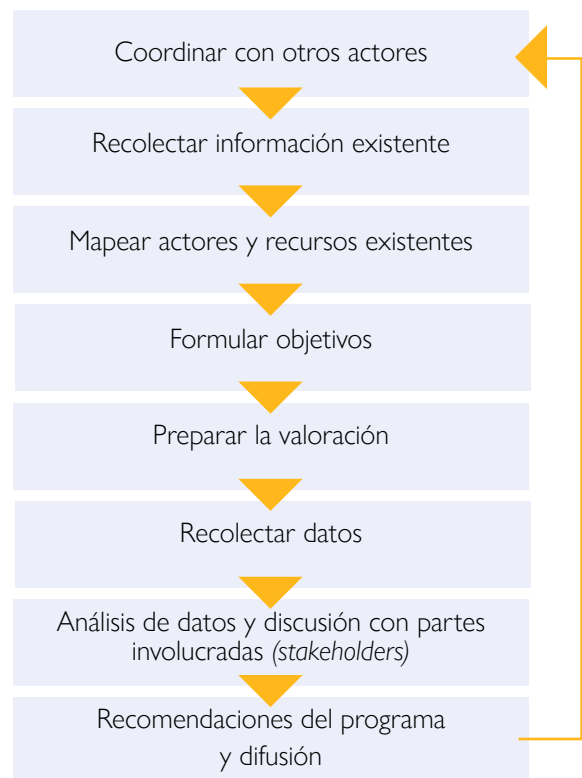 Coordinar con otros actores
Recolectar información existente
Mapear actores y recursos existentes
Formular objetivos
Preparar la valoración
Recolectar datos
Análisis de datos y discusión con partes
involucradas (stakeholders)
Recomendaciones del programa
y difusión